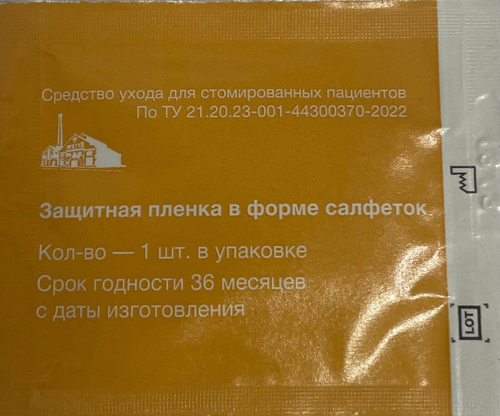 Средство ухода для стомированных пациентов
По ТУ 21.20.23-001-44300370-2022
Защитная пленка в форме салфеток
Кол-во — 1 шт. в упаковке
Срок годности 36 месяцев
с даты изготовления
LOT